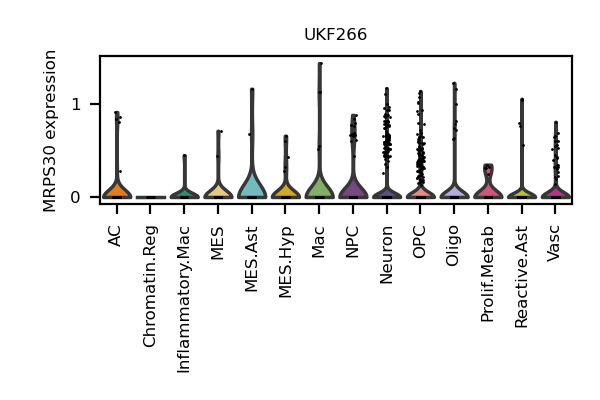 UKF266
MRPS30 expression
1
0
AC
Chromatin.Reg
Inflammatory.Mac
MES
MES.Ast
MES.Hyp
Mac
NPC
Neuron
OPC
Oligo
Prolif.Metab
Reactive.Ast
Vasc